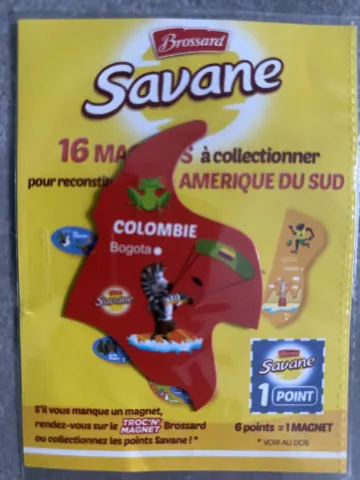 Brossard
Savane
16 MA S à collectionner
pour reconstit AMERIQUE DU SUD
COLOMBIE
Bogota
Savane
Brossard
Savane
1 POINT
S'il vous manque un magnet,
rendez-vous sur le TROC'N' MAGNET Brossard
ou collectionnez les points Savane ! *
6 points = 1 MAGNET
* VOIR AU DOS